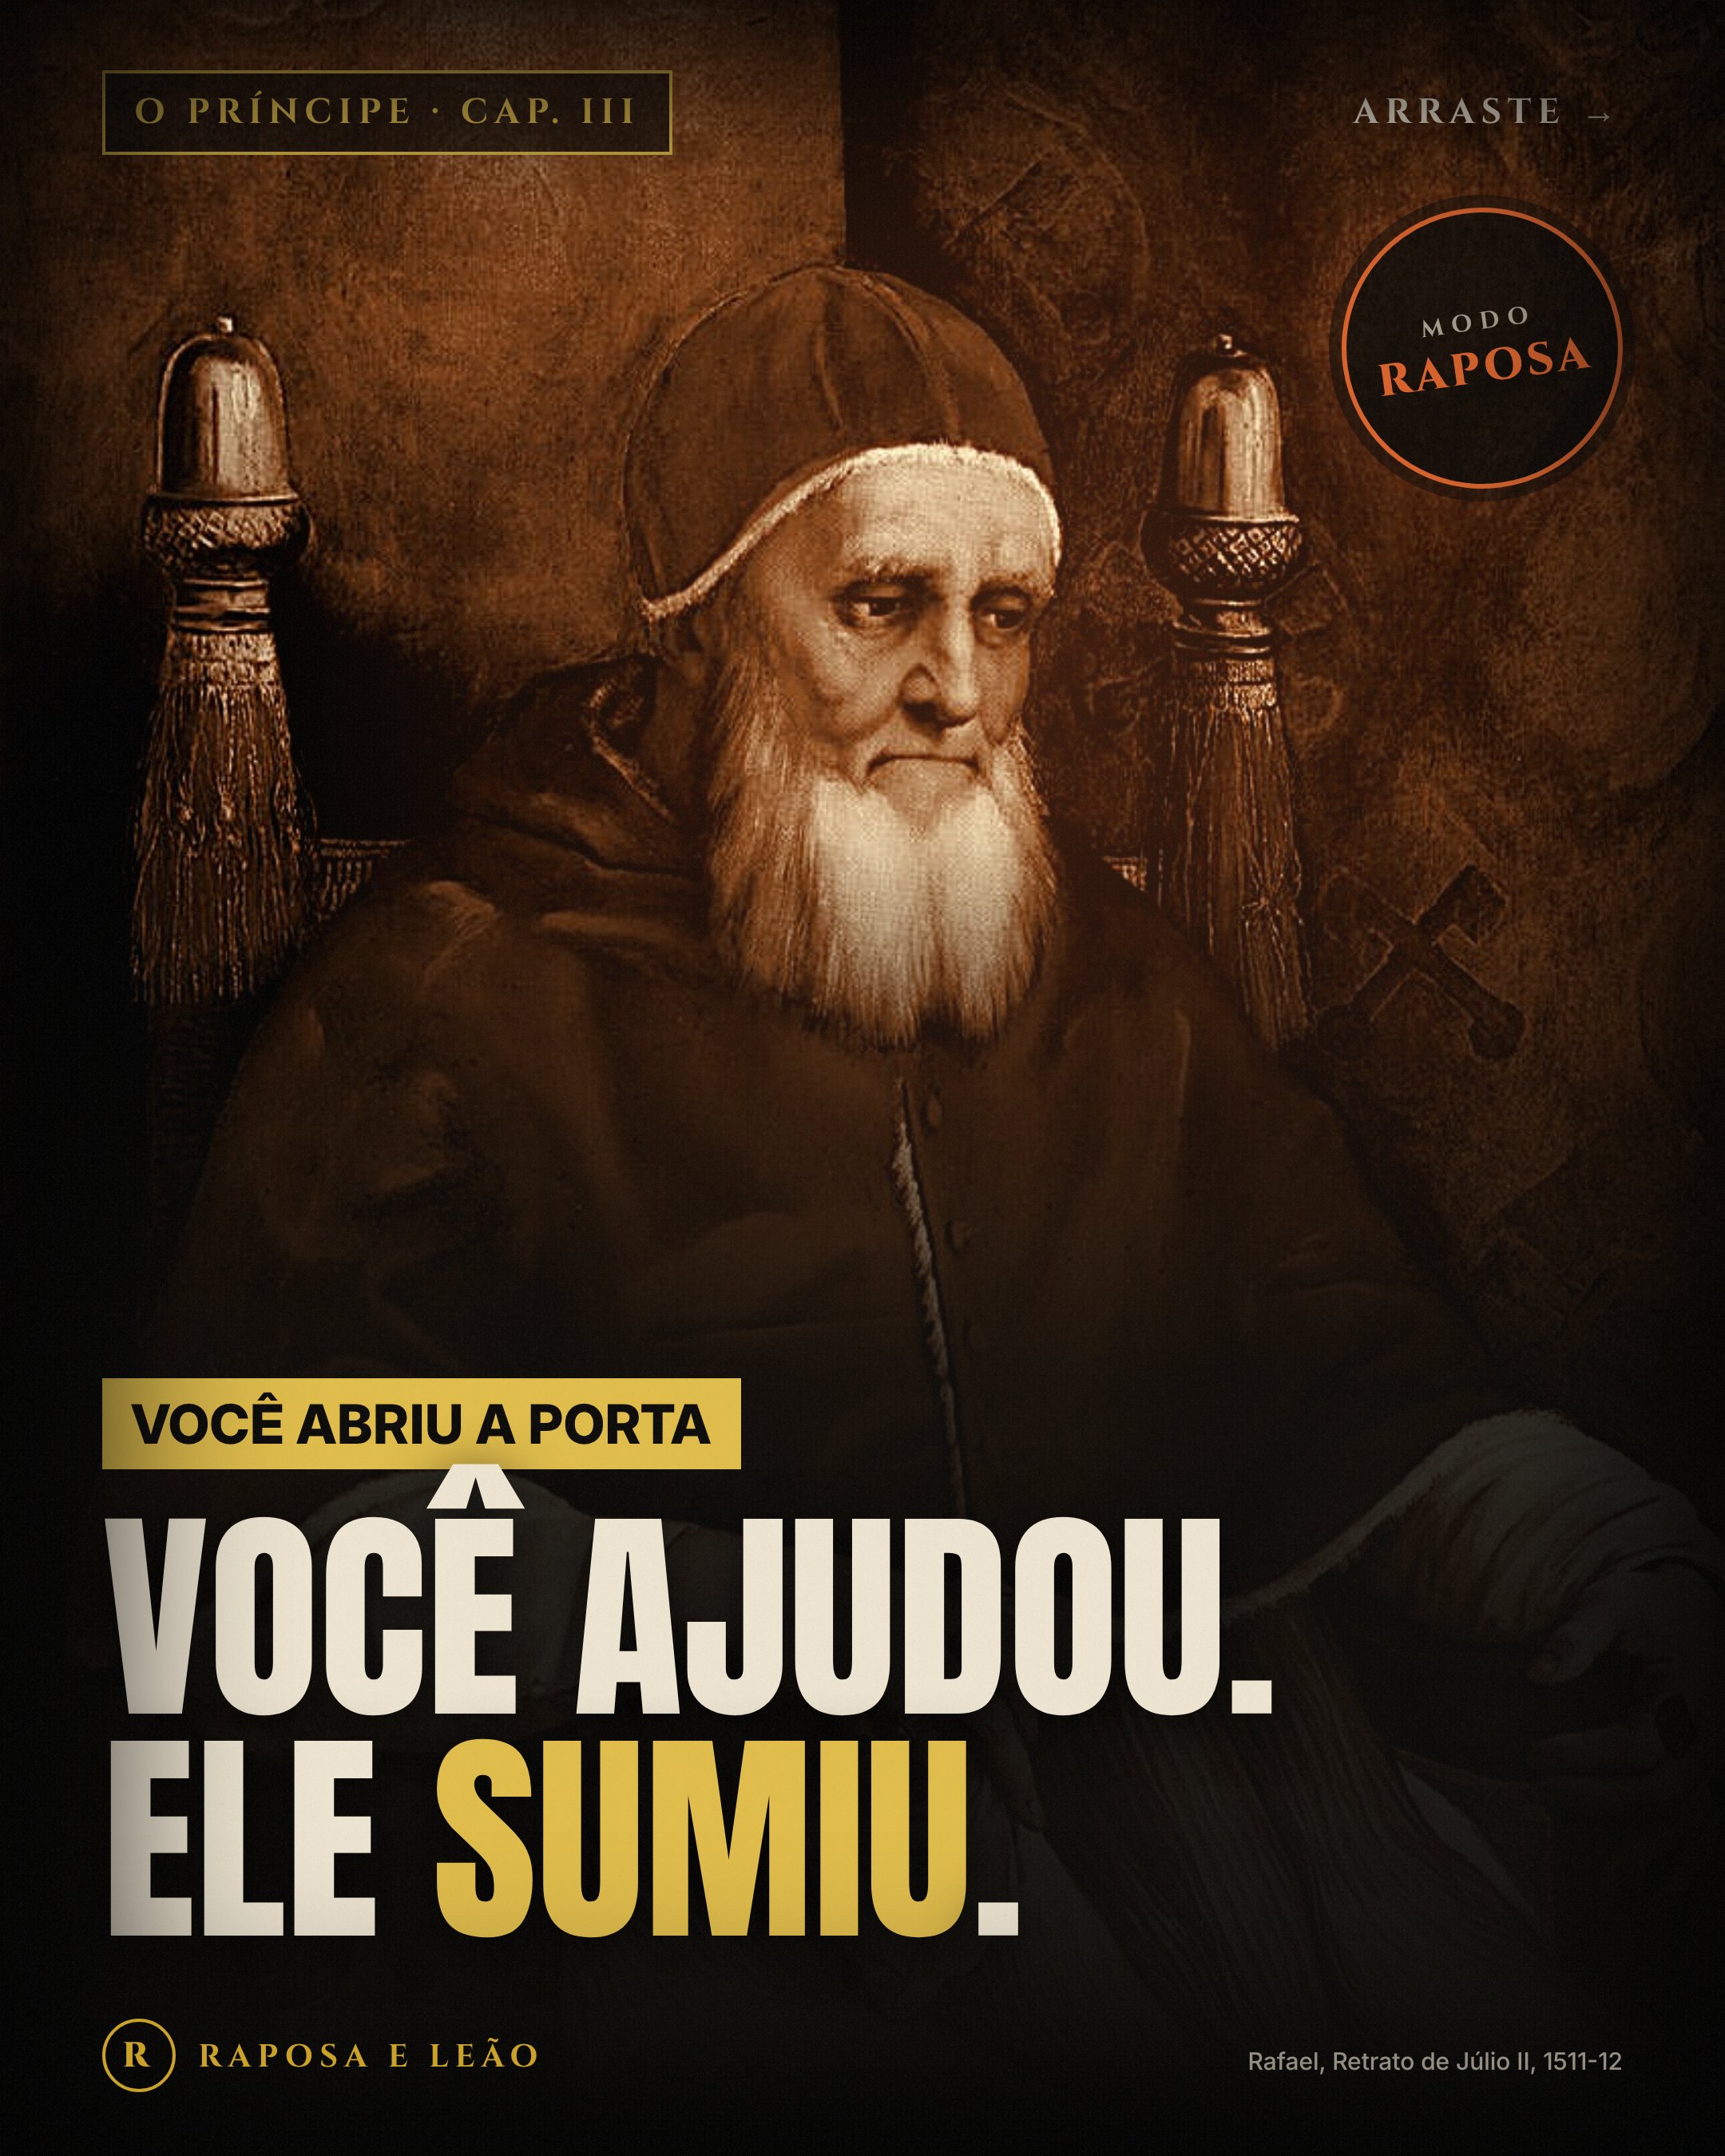 O PRÍNCIPE · CAP. III
ARRASTE →
MODO
RAPOSA
VOCÊ ABRIU A PORTA
VOCÊ AJUDOU.
ELE SUMIU.
R RAPOSA E LEÃO
Rafael, Retrato de Júlio II, 1511-12